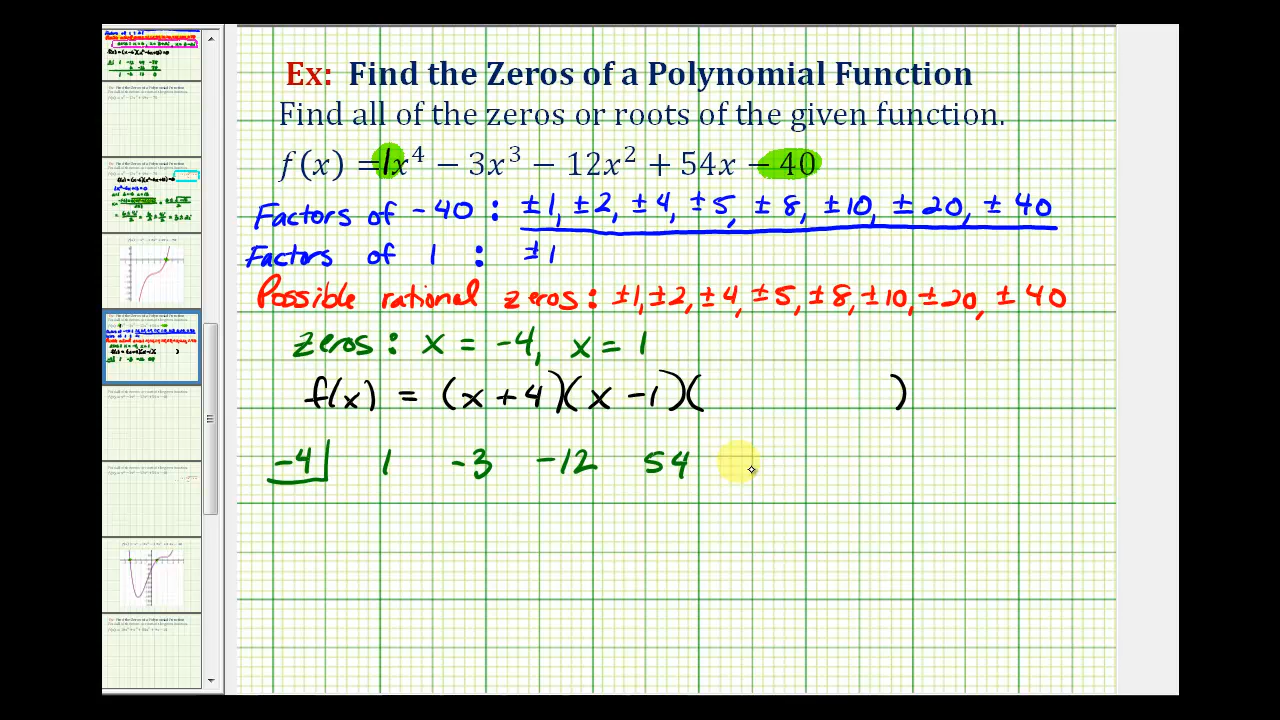 Ex: Find the Zeros of a Polynomial Function
Find all of the zeros or roots of the given function.
f(x) = 1x⁴ − 3x³ − 12x² + 54x − 40
Factors of -40 : ±1, ±2, ±4, ±5, ±8, ±10, ±20, ±40
Factors of 1 : ±1
Possible rational zeros: ±1, ±2, ±4, ±5, ±8, ±10, ±20, ±40
zeros: x = -4, x = 1
f(x) = (x+4)(x-1)( )
-4 1 -3 -12 54